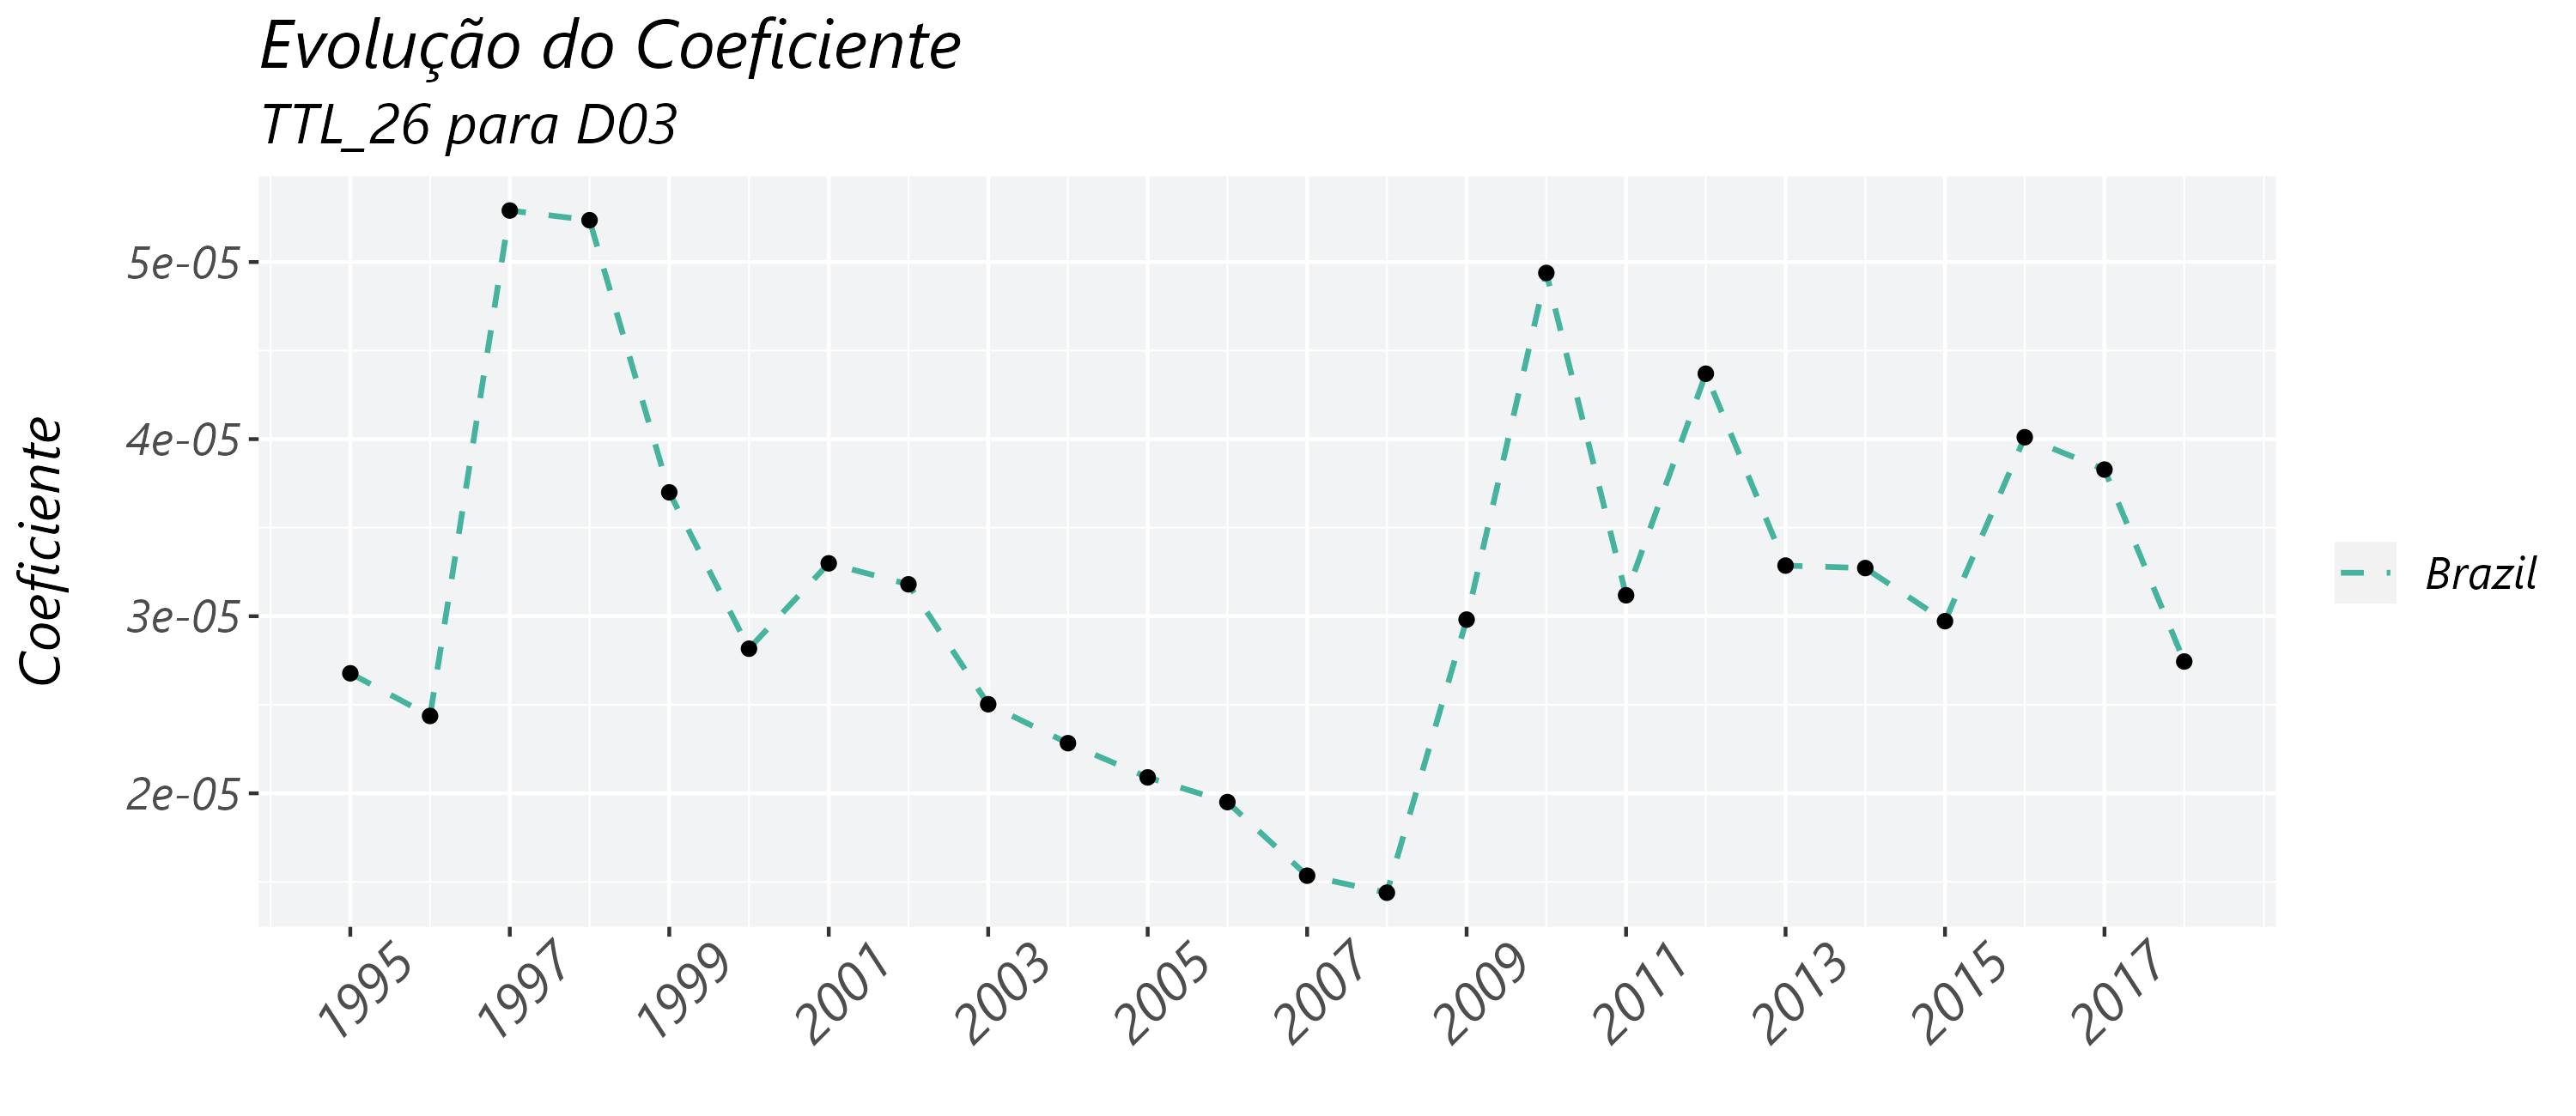 Evolução do Coeficiente
TTL_26 para D03
Coeficiente
5e-05
4e-05
3e-05
2e-05
1995
1997
1999
2001
2003
2005
2007
2009
2011
2013
2015
2017
Brazil